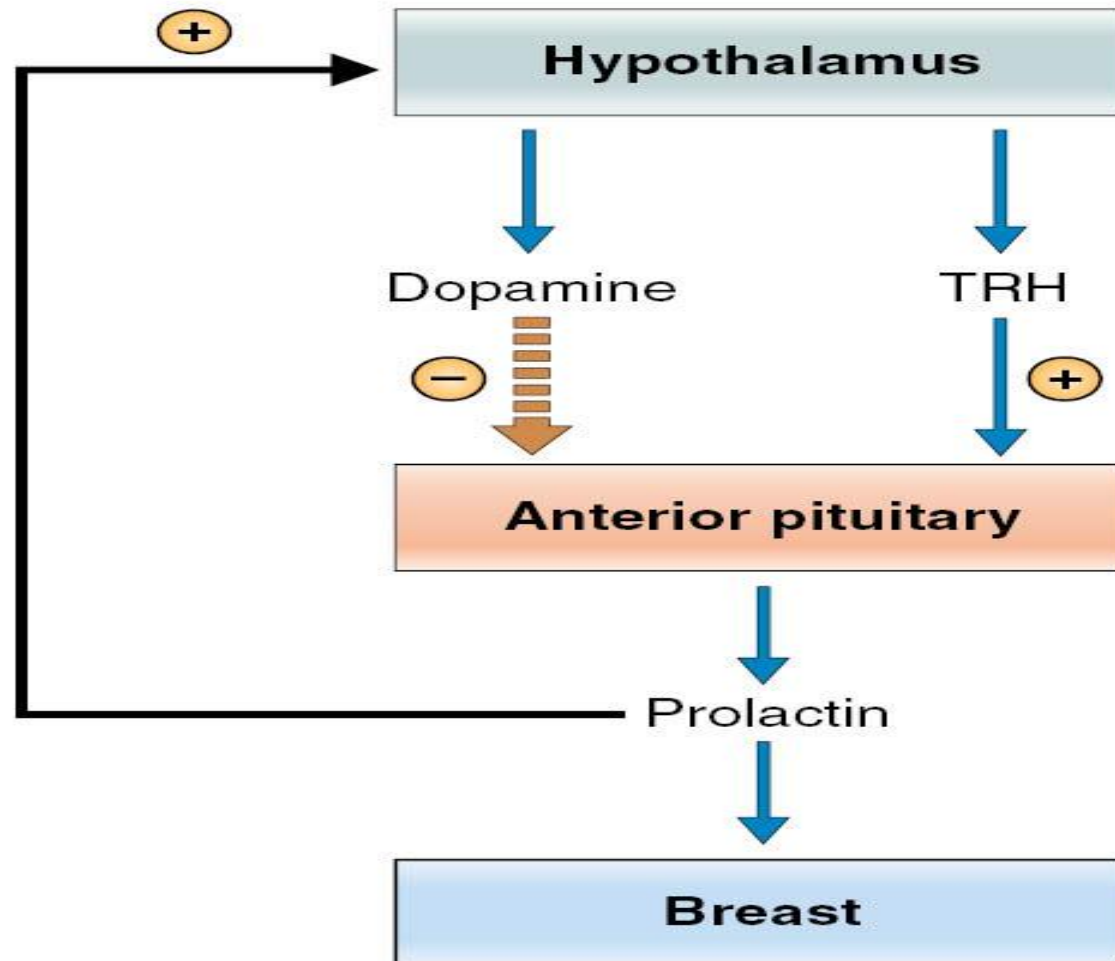 +
Hypothalamus
Dopamine TRH
− +
Anterior pituitary
Prolactin
Breast